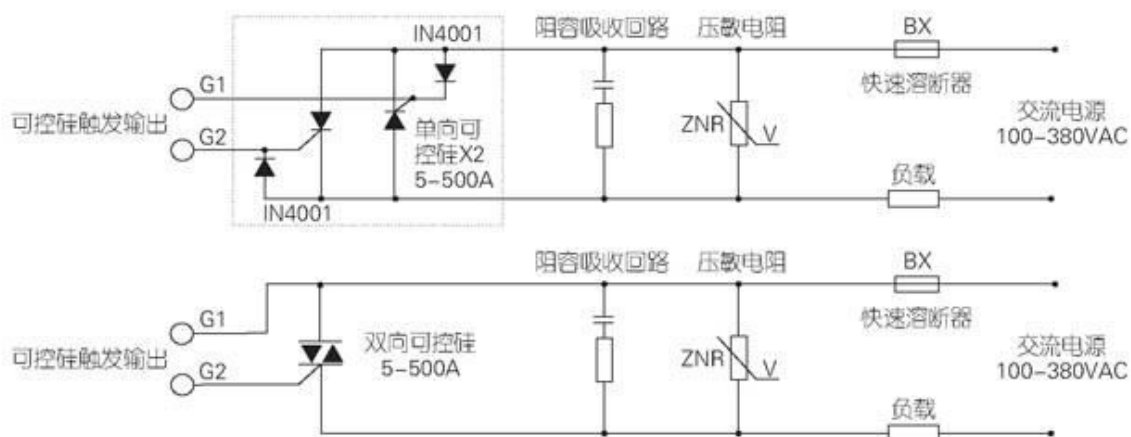 IN4001
阻容吸收回路
压敏电阻
BX
G1
快速溶断器
可控硅触发输出
单向可
控硅X2
5-500A
ZNR
V
交流电源
100-380VAC
G2
负载
IN4001
阻容吸收回路
压敏电阻
BX
G1
快速溶断器
可控硅触发输出
双向可控硅
5-500A
ZNR
V
交流电源
100-380VAC
G2
负载